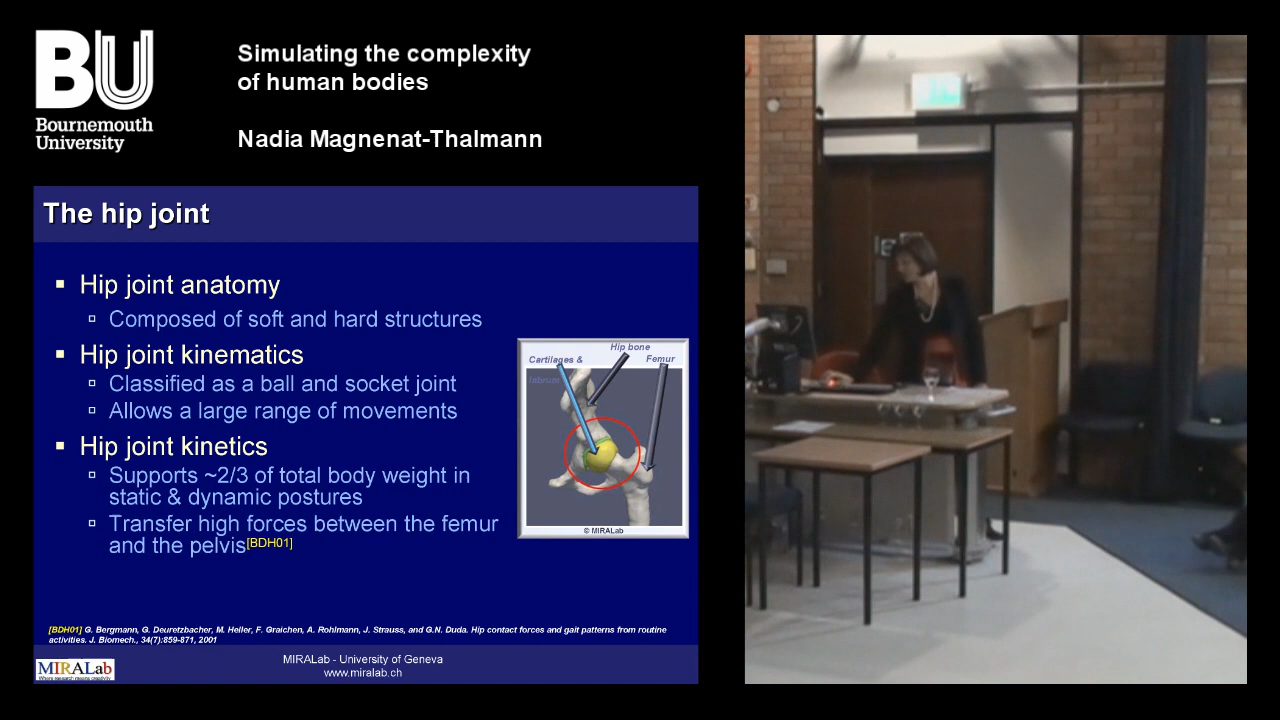 BU
Bournemouth
University
Simulating the complexity
of human bodies
Nadia Magnenat-Thalmann
The hip joint
▪ Hip joint anatomy
▫ Composed of soft and hard structures
▪ Hip joint kinematics
▫ Classified as a ball and socket joint
▫ Allows a large range of movements
▪ Hip joint kinetics
▫ Supports ~2/3 of total body weight in
static & dynamic postures
▫ Transfer high forces between the femur
and the pelvis[BDH01]
Hip bone
Cartilages &
labrum
Femur
© MIRALab
[BDH01] G. Bergmann, G. Deuretzbacher, M. Heller, F. Graichen, A. Rohlmann, J. Strauss, and G.N. Duda. Hip contact forces and gait patterns from routine
activities. J. Biomech., 34(7):859-871, 2001
MIRALab
Where research means creativity
MIRALab - University of Geneva
www.miralab.ch